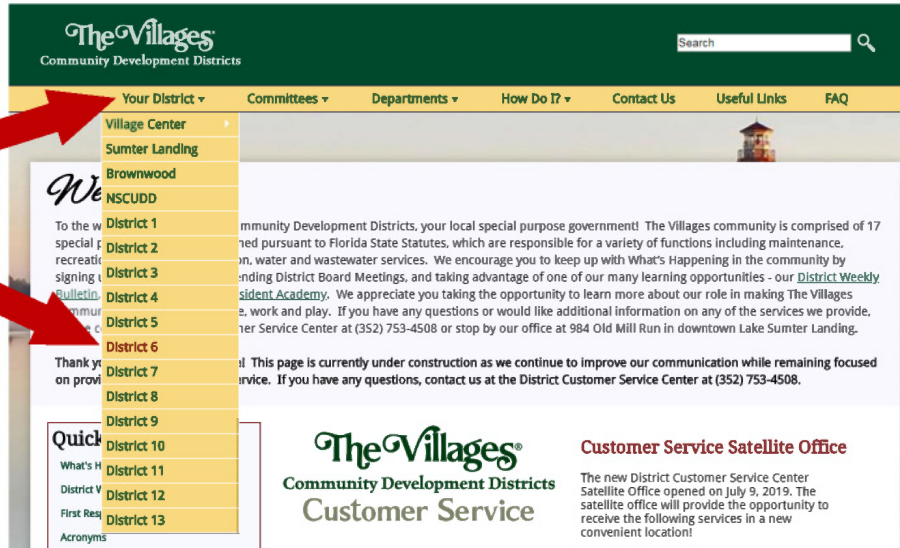 The Villages®
Community Development Districts
Search
Your District ▾ Committees ▾ Departments ▾ How Do I? ▾ Contact Us Useful Links FAQ
Village Center
Sumter Landing
Brownwood
NSCUDD
District 1
District 2
District 3
District 4
District 5
District 6
District 7
District 8
District 9
District 10
District 11
District 12
District 13
To the mmunity Development Districts, your local special purpose government! The Villages community is comprised of 17
special ed pursuant to Florida State Statutes, which are responsible for a variety of functions including maintenance,
n, water and wastewater services. We encourage you to keep up with What's Happening in the community by
signing ending District Board Meetings, and taking advantage of one of our many learning opportunities - our District Weekly
Bulletin, sident Academy. We appreciate you taking the opportunity to learn more about our role in making The Villages
, work and play. If you have any questions or would like additional information on any of the services we provide,
er Service Center at (352) 753-4508 or stop by our office at 984 Old Mill Run in downtown Lake Sumter Landing.
Thank y ! This page is currently under construction as we continue to improve our communication while remaining focused
on provi rvice. If you have any questions, contact us at the District Customer Service Center at (352) 753-4508.
Quick
What's H
District W
First Res
Acronyms
The Villages®
Community Development Districts
Customer Service
Customer Service Satellite Office
The new District Customer Service Center
Satellite Office opened on July 9, 2019. The
satellite office will provide the opportunity to
receive the following services in a new
convenient location!